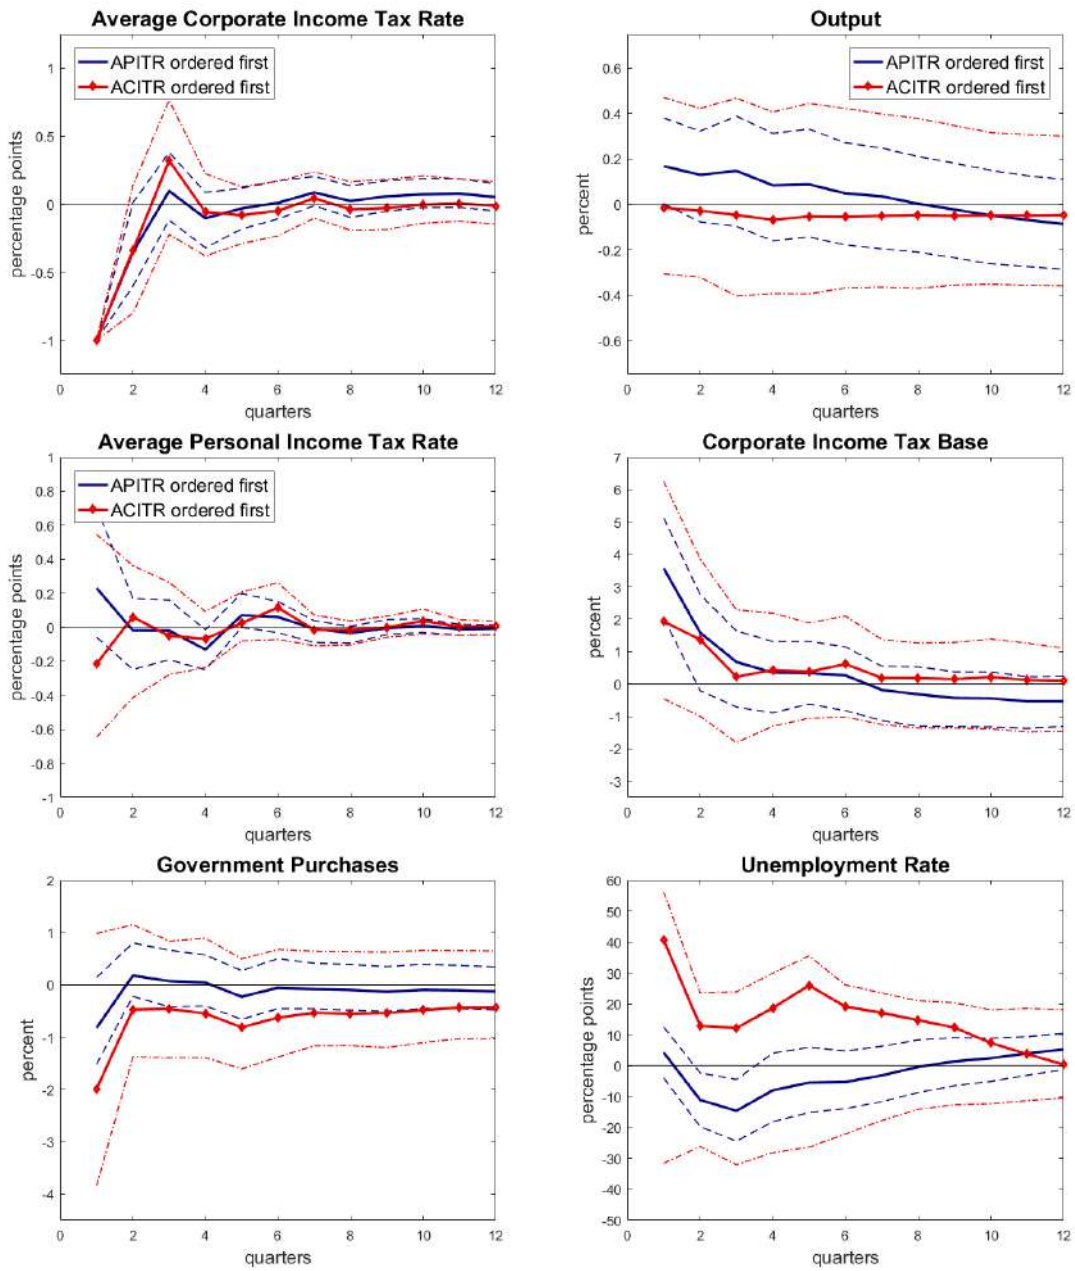 Average Corporate Income Tax Rate
APITR ordered first
ACITR ordered first
percentage points
1
0.5
0
-0.5
-1
0 2 4 6 8 10 12
quarters
Output
APITR ordered first
ACITR ordered first
percent
0.6
0.4
0.2
0
-0.2
-0.4
-0.6
0 2 4 6 8 10 12
quarters
Average Personal Income Tax Rate
APITR ordered first
ACITR ordered first
percentage points
1
0.8
0.6
0.4
0.2
0
-0.2
-0.4
-0.6
-0.8
-1
0 2 4 6 8 10 12
quarters
Corporate Income Tax Base
percent
7
6
5
4
3
2
1
0
-1
-2
-3
0 2 4 6 8 10 12
quarters
Government Purchases
percent
2
1
0
-1
-2
-3
-4
0 2 4 6 8 10 12
quarters
Unemployment Rate
percentage points
60
50
40
30
20
10
0
-10
-20
-30
-40
-50
0 2 4 6 8 10 12
quarters